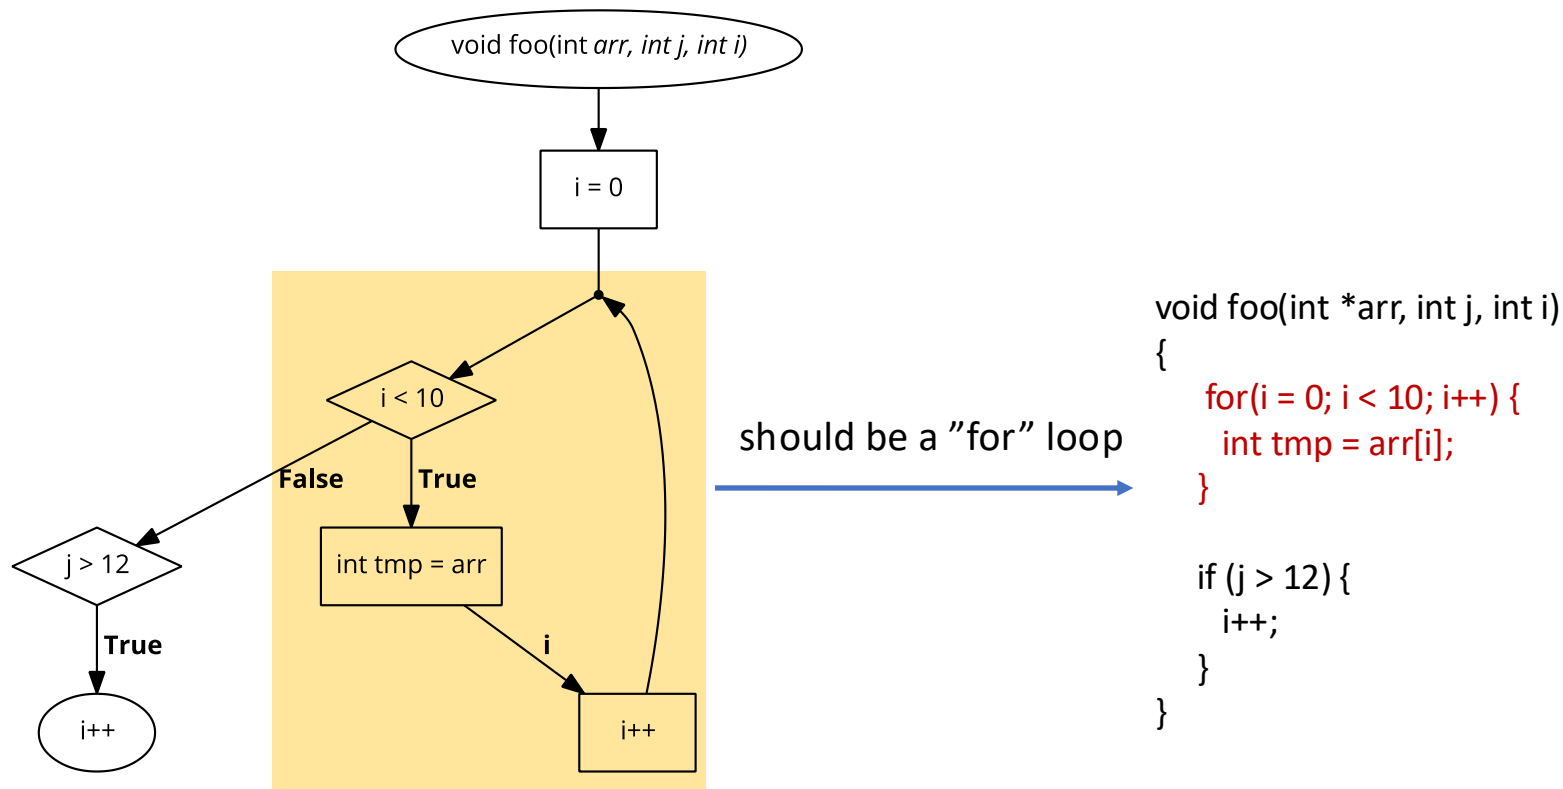 void foo(int arr, int j, int i)
i = 0
i < 10
False
True
j > 12
int tmp = arr
True
i
i++
i++
should be a ”for” loop
void foo(int *arr, int j, int i)
{
for(i = 0; i < 10; i++) {
int tmp = arr[i];
}
if (j > 12) {
i++;
}
}